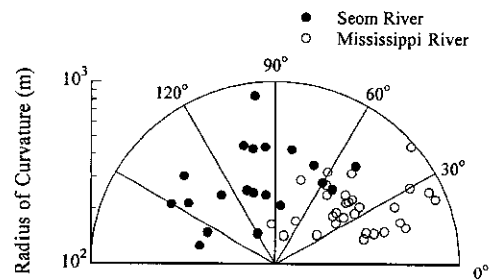 ● Seom River
○ Mississippi River
90°
120°
60°
30°
0°
10³
10²
Radius of Curvature (m)